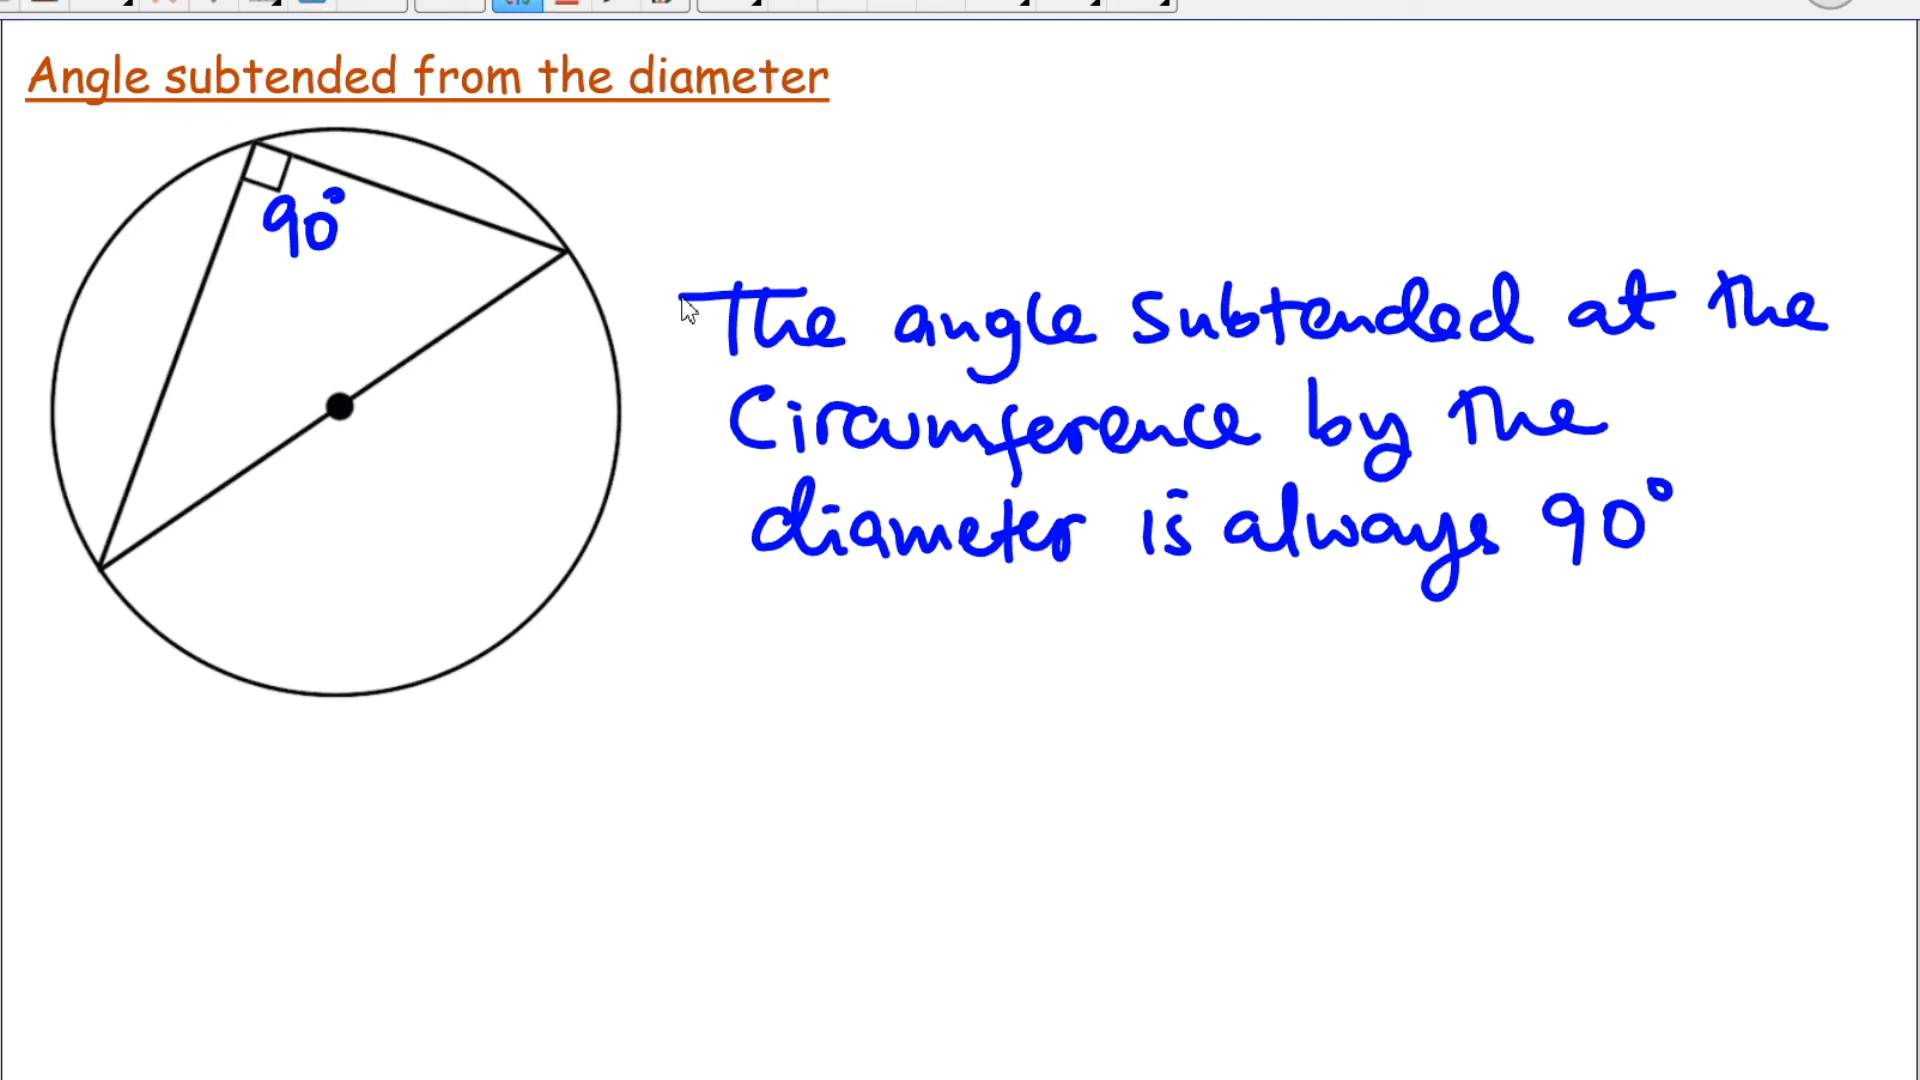 Angle subtended from the diameter
90°
The angle subtended at the
Circumference by the
diameter is always 90°